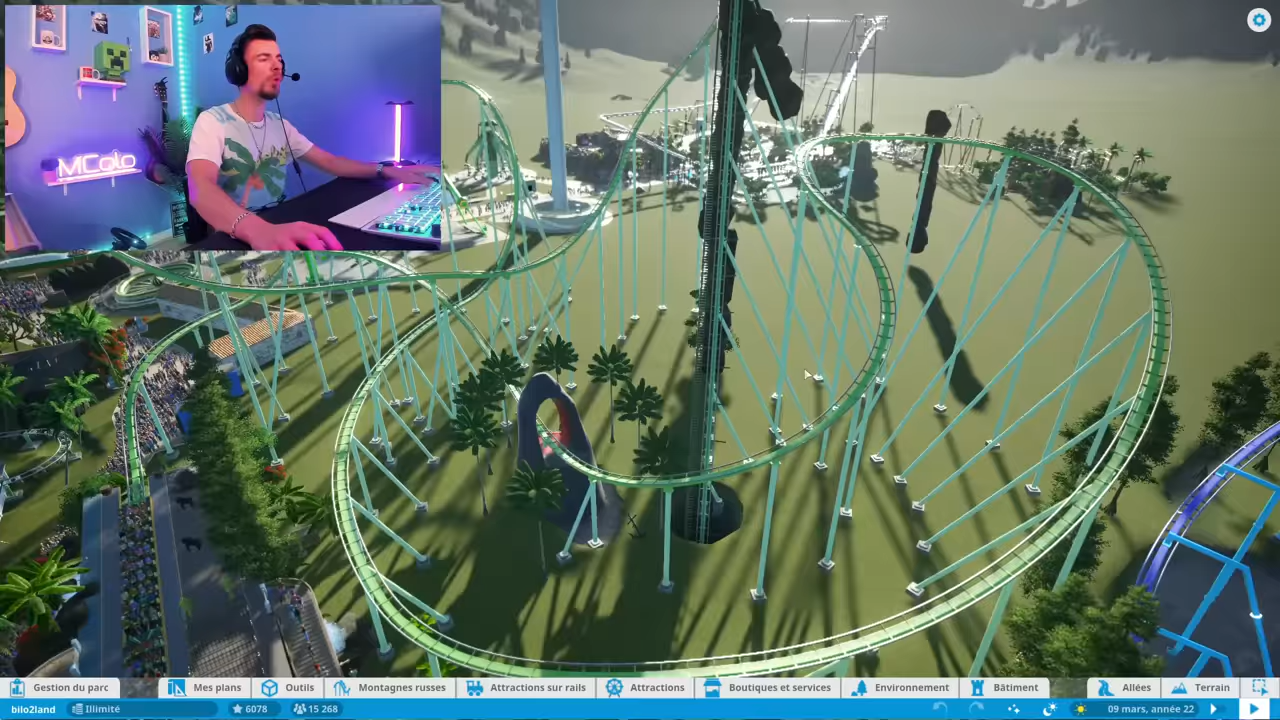 MColo
Gestion du parc
Mes plans
Outils
Montagnes russes
Attractions sur rails
Attractions
Boutiques et services
Environnement
Bâtiment
Allées
Terrain
bilo2land
Illimité
6078
15 268
09 mars, année 22